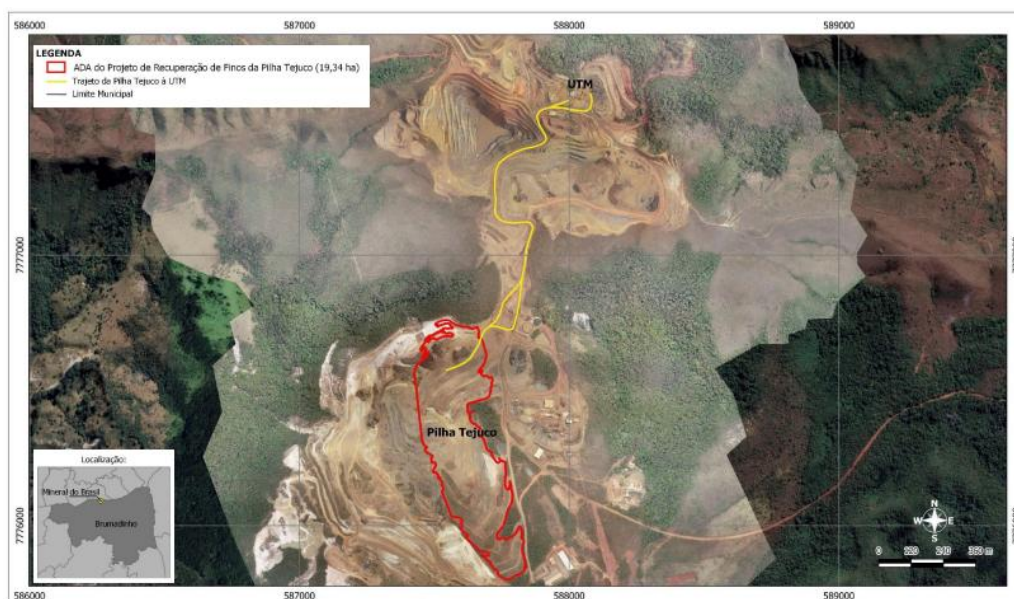 586000 587000 588000 589000
LEGENDA
ADA do Projeto de Recuperação de Finos da Pilha Tejuco (19,34 ha)
Trajeto de Pilha Tejuco à UTM
Limite Municipal
UTM
7777000 7777000
Pilha Tejuco
Localização:
Mineral do Brasil
Brumadinho
7776000 7776000
N
W E
S
0 120 240 360 m
586000 587000 588000 589000